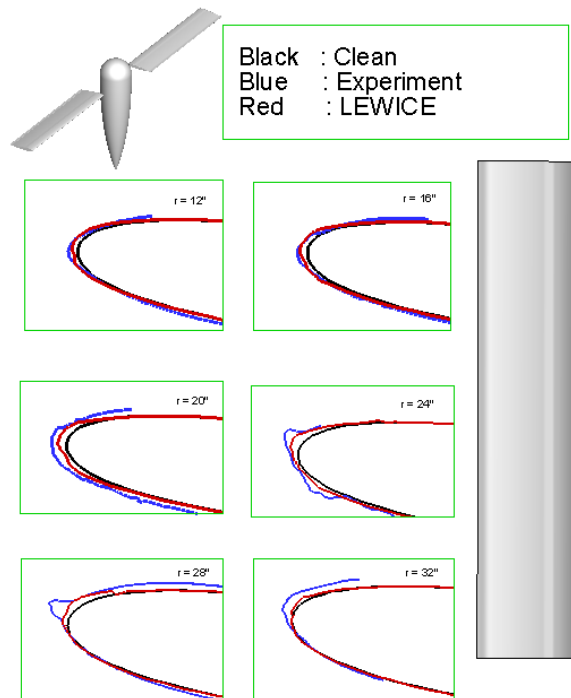 Black : Clean
Blue : Experiment
Red : LEWICE
r = 12"
r = 16"
r = 20"
r = 24"
r = 28"
r = 32"